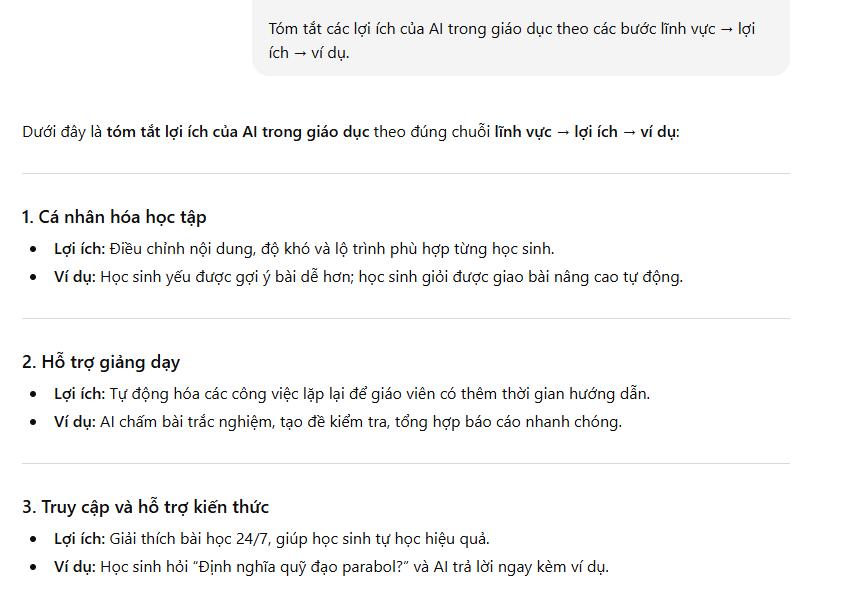 Tóm tắt các lợi ích của AI trong giáo dục theo các bước lĩnh vực → lợi
ích → ví dụ.
Dưới đây là tóm tắt lợi ích của AI trong giáo dục theo đúng chuỗi lĩnh vực → lợi ích → ví dụ:
1. Cá nhân hóa học tập
• Lợi ích: Điều chỉnh nội dung, độ khó và lộ trình phù hợp từng học sinh.
• Ví dụ: Học sinh yếu được gợi ý bài dễ hơn; học sinh giỏi được giao bài nâng cao tự động.
2. Hỗ trợ giảng dạy
• Lợi ích: Tự động hóa các công việc lặp lại để giáo viên có thêm thời gian hướng dẫn.
• Ví dụ: AI chấm bài trắc nghiệm, tạo đề kiểm tra, tổng hợp báo cáo nhanh chóng.
3. Truy cập và hỗ trợ kiến thức
• Lợi ích: Giải thích bài học 24/7, giúp học sinh tự học hiệu quả.
• Ví dụ: Học sinh hỏi “Định nghĩa quỹ đạo parabol?” và AI trả lời ngay kèm ví dụ.